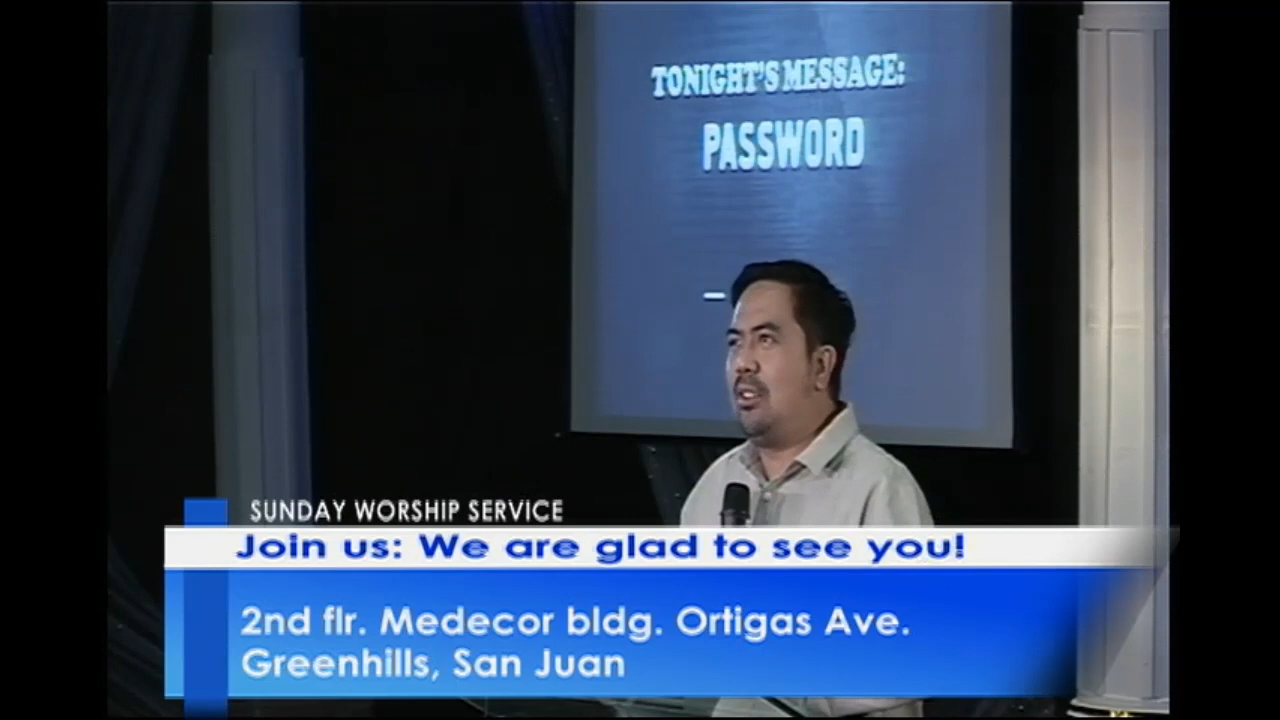 TONIGHT'S MESSAGE:
PASSWORD
SUNDAY WORSHIP SERVICE
Join us: We are glad to see you!
2nd flr. Medecor bldg. Ortigas Ave.
Greenhills, San Juan